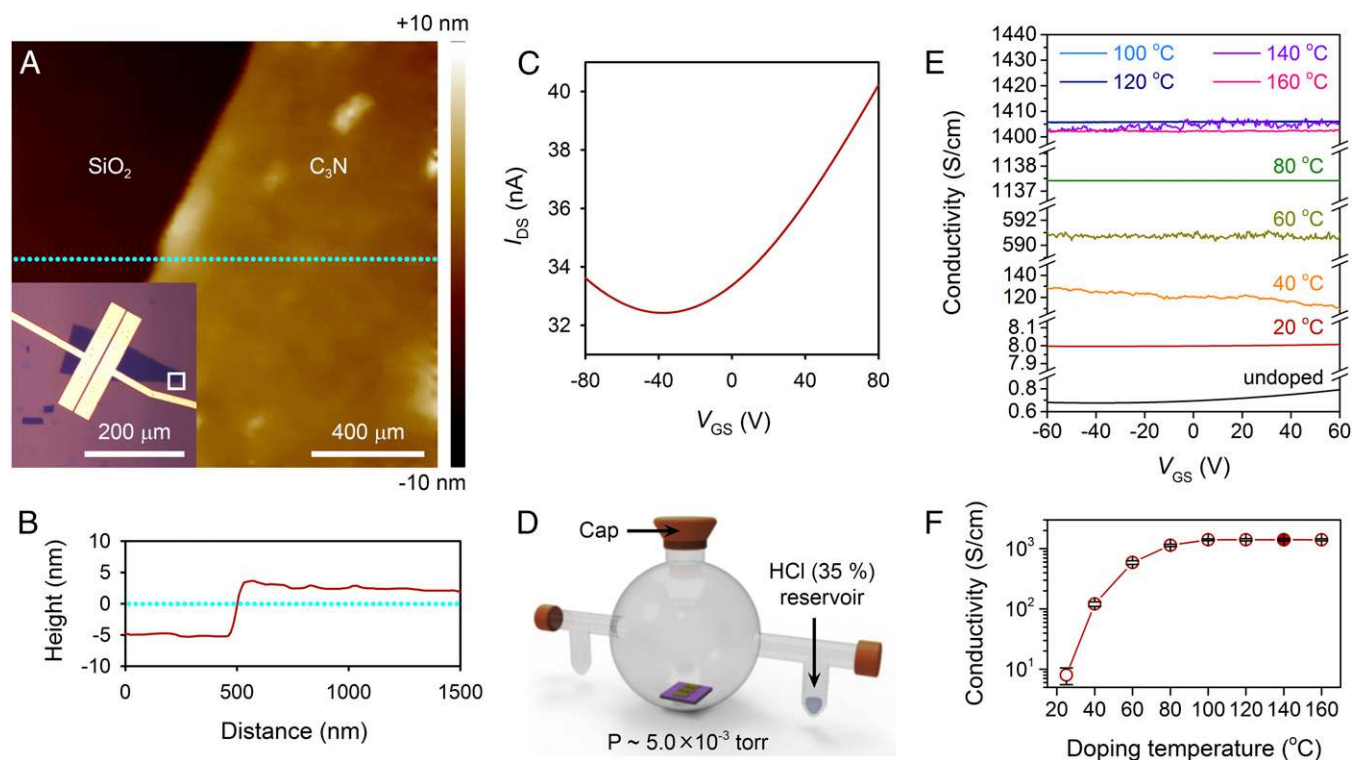 A
+10 nm
SiO2
C3N
200 μm
400 μm
-10 nm
B
Height (nm)
10
5
0
-5
-10
0
500
1000
1500
Distance (nm)
C
IDS (nA)
40
38
36
34
32
-80
-40
0
40
80
VGS (V)
D
Cap
HCl (35 %)
reservoir
P ~ 5.0×10-3 torr
E
Conductivity (S/cm)
1440
1430
1420
1410
1400
1138
1137
592
590
140
120
8.1
8.0
7.9
0.8
0.6
100 °C
140 °C
120 °C
160 °C
80 °C
60 °C
40 °C
20 °C
undoped
-60
-40
-20
0
20
40
60
VGS (V)
F
Conductivity (S/cm)
10^3
10^2
10^1
20
40
60
80
100
120
140
160
Doping temperature (°C)